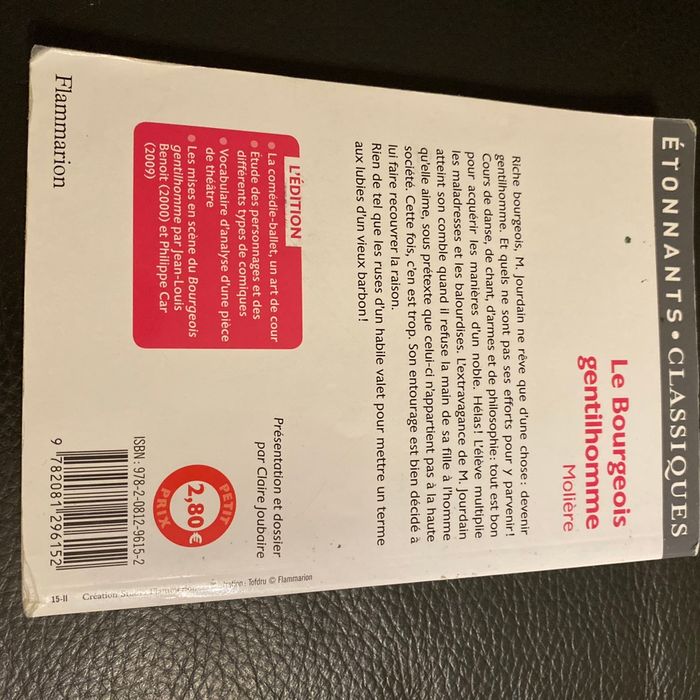 ÉTONNANTS • CLASSIQUES
Le Bourgeois
gentilhomme
Molière
Riche bourgeois, M. Jourdain ne rêve que d'une chose : devenir
gentilhomme. Et quels ne sont pas ses efforts pour y parvenir !
Cours de danse, de chant, d'armes et de philosophie : tout est bon
pour acquérir les manières d'un noble. Hélas ! L'élève multiplie
les maladresses et les balourdises. L'extravagance de M. Jourdain
atteint son comble quand il refuse la main de sa fille à l'homme
qu'elle aime, sous prétexte que celui-ci n'appartient pas à la haute
société. Cette fois, c'en est trop. Son entourage est bien décidé à
lui faire recouvrer la raison.
Rien de tel que les ruses d'un habile valet pour mettre un terme
aux lubies d'un vieux barbon !
L'ÉDITION
• La comédie-ballet, un art de cour
• Étude des personnages et des
différents types de comiques
• Vocabulaire d'analyse d'une pièce
de théâtre
• Les mises en scène du Bourgeois
gentilhomme par Jean-Louis
Benoit (2000) et Philippe Car
(2009)
Présentation et dossier
par Claire Joubaire
PETIT
2,80 €
PRIX
ISBN : 978-2-0812-9615-2
9 782081 296152
Flammarion
15-II
Création Studio Flammarion
Tofdru © Flammarion